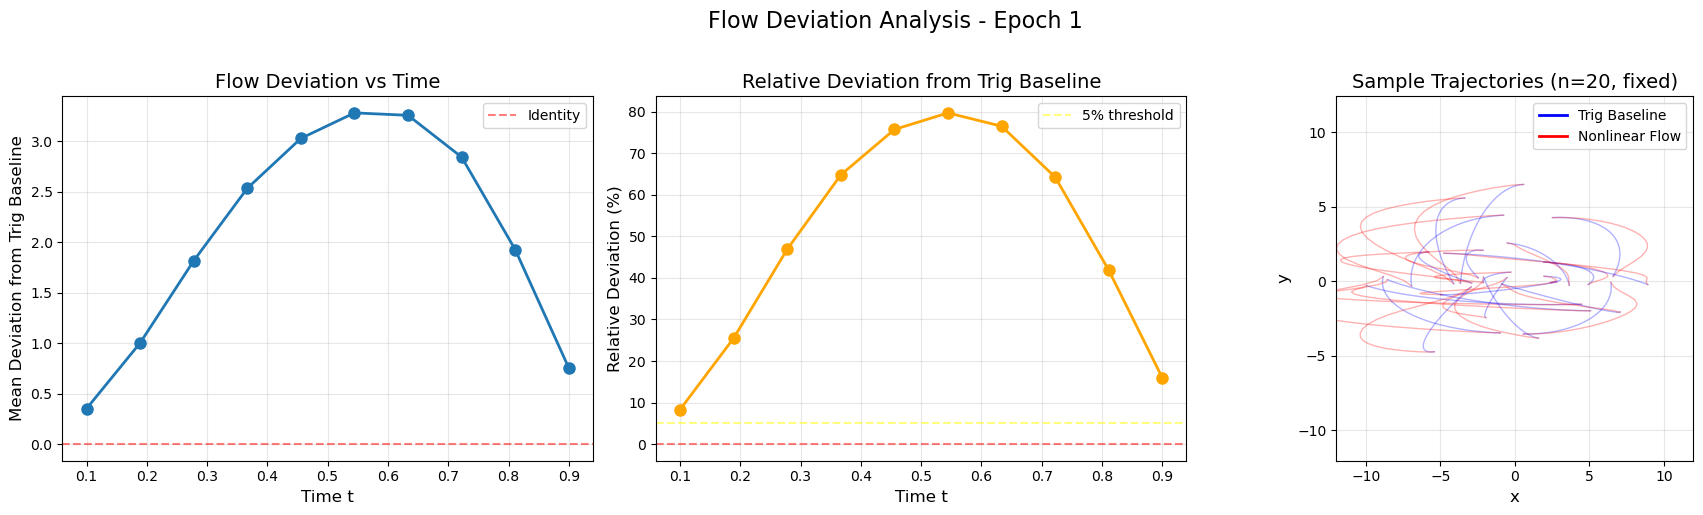 Flow Deviation Analysis - Epoch 1
Flow Deviation vs Time
Mean Deviation from Trig Baseline
3.0
2.5
2.0
1.5
1.0
0.5
0.0
Identity
0.1 0.2 0.3 0.4 0.5 0.6 0.7 0.8 0.9
Time t
Relative Deviation from Trig Baseline
Relative Deviation (%)
80
70
60
50
40
30
20
10
0
5% threshold
0.1 0.2 0.3 0.4 0.5 0.6 0.7 0.8 0.9
Time t
Sample Trajectories (n=20, fixed)
y
10
5
0
−5
−10
Trig Baseline
Nonlinear Flow
−10 −5 0 5 10
x